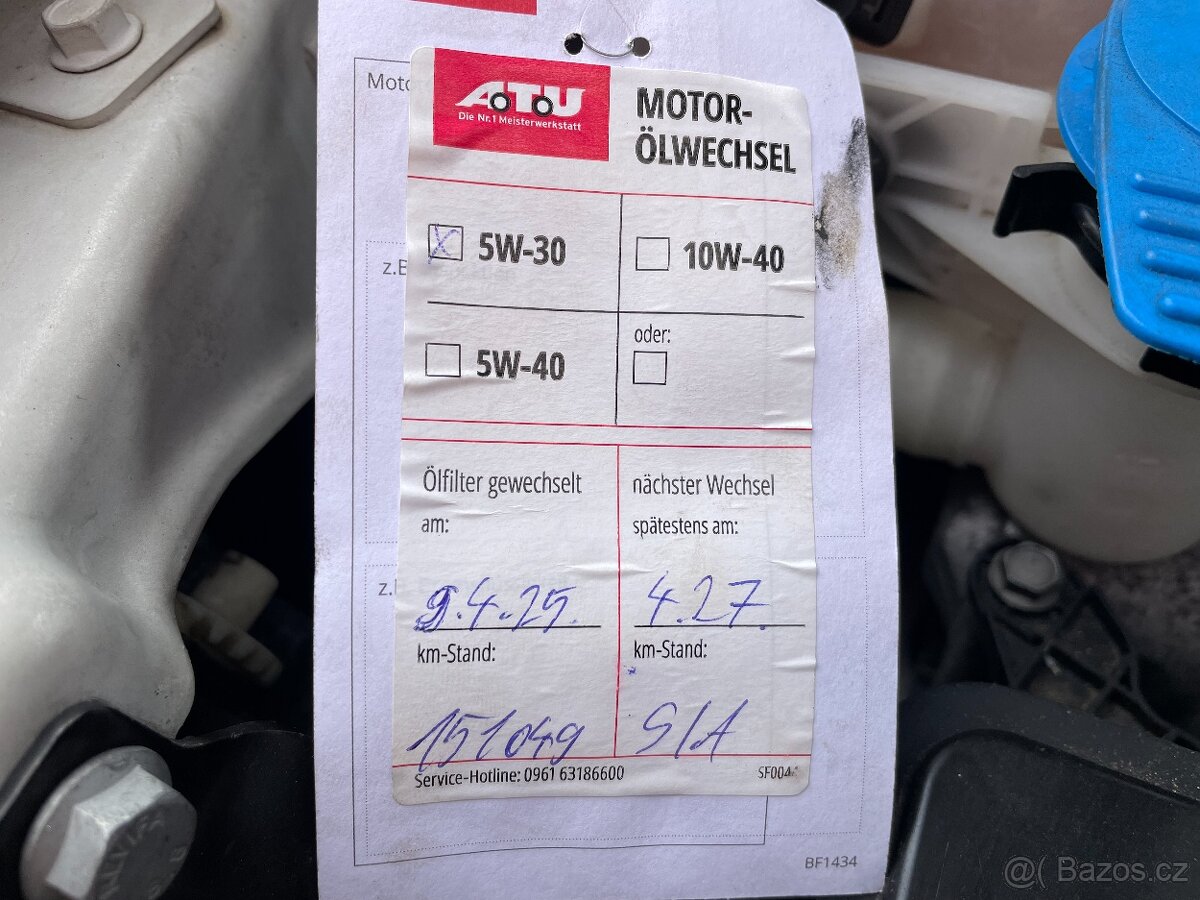 ATU
Die Nr.1 Meisterwerkstatt
MOTOR-
ÖLWECHSEL
5W-30
10W-40
5W-40
oder:
Ölfilter gewechselt
am:
9.4.25.
km-Stand:
151049
nächster Wechsel
spätestens am:
4.27.
km-Stand:
S/A
Service-Hotline: 0961 63186600
BF1434
Bazos.cz